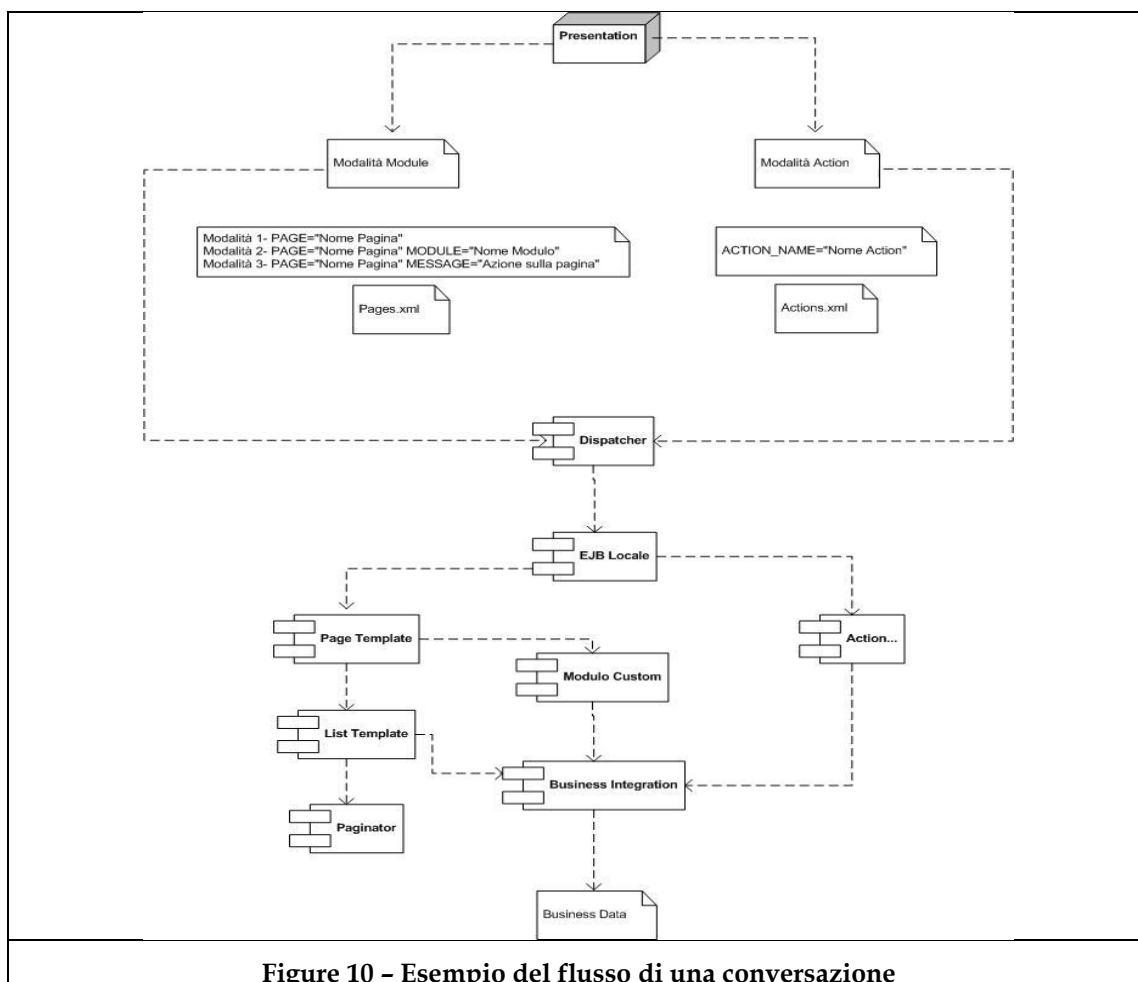 Presentation
Modalità Module
Modalità Action
Modalità 1- PAGE="Nome Pagina"
Modalità 2- PAGE="Nome Pagina" MODULE="Nome Modulo"
Modalità 3- PAGE="Nome Pagina" MESSAGE="Azione sulla pagina"
ACTION_NAME="Nome Action"
Pages.xml
Actions.xml
Dispatcher
EJB Locale
Page Template
Action...
Modulo Custom
List Template
Business Integration
Paginator
Business Data
Figure 10 – Esempio del flusso di una conversazione